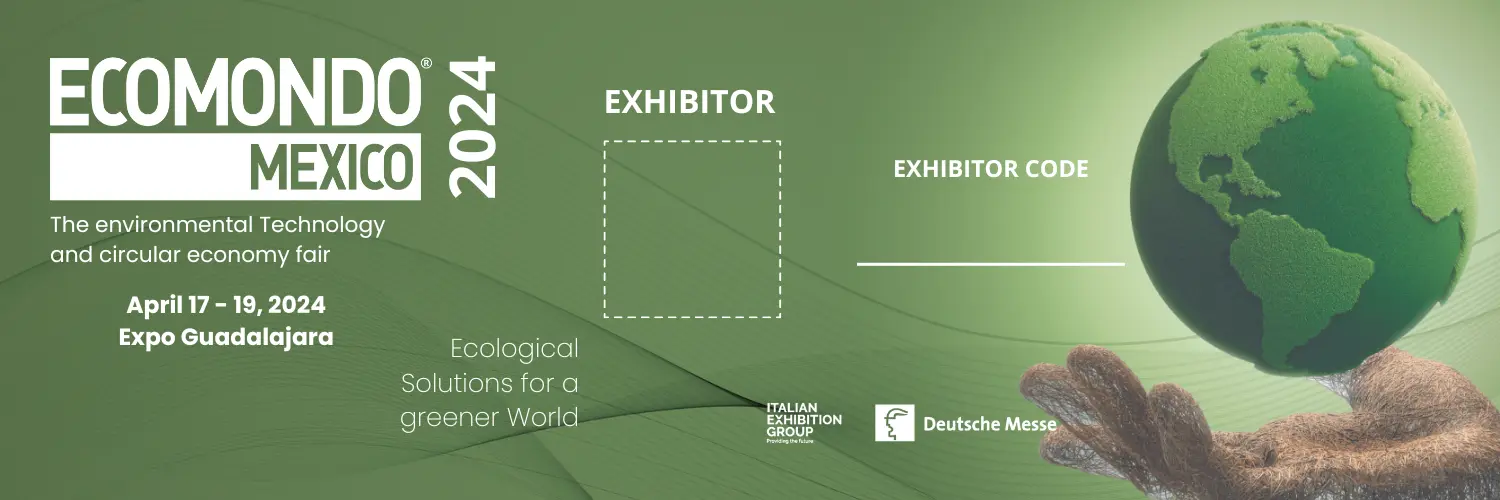 ECOMONDO®
MEXICO
2024
The environmental Technology
and circular economy fair
April 17 - 19, 2024
Expo Guadalajara
Ecological
Solutions for a
greener World
EXHIBITOR
EXHIBITOR CODE
ITALIAN
EXHIBITION
GROUP
Providing the future
Deutsche Messe